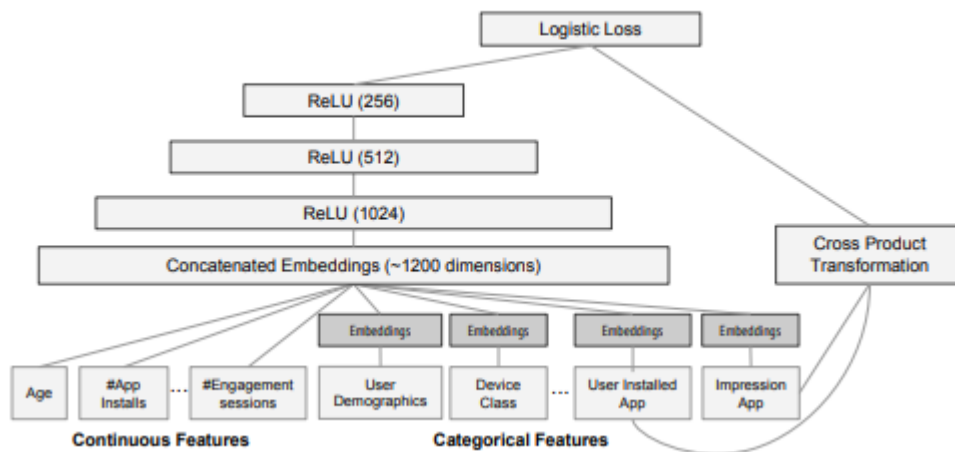 Logistic Loss
ReLU (256)
ReLU (512)
ReLU (1024)
Concatenated Embeddings (~1200 dimensions)
Cross Product
Transformation
Embeddings
Embeddings
Embeddings
Embeddings
Age
#App
Installs
...
#Engagement
sessions
User
Demographics
Device
Class
...
User Installed
App
Impression
App
Continuous Features
Categorical Features